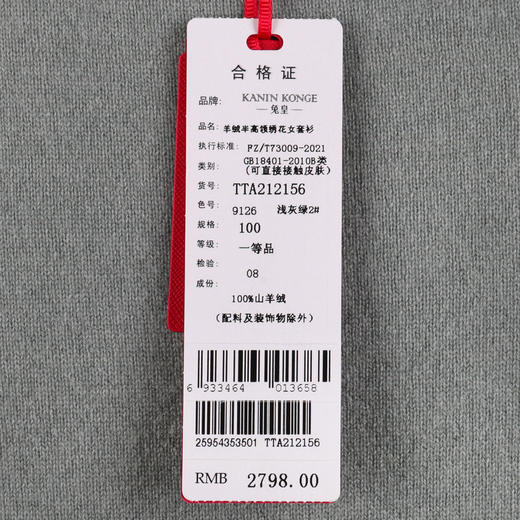 合格证
品牌: KANIN KONGE
—兔皇—
品名: 羊绒半高领绣花女套衫
执行标准: FZ/T73009-2021
GB18401-2010B类
类别: (可直接接触皮肤)
货号: TTA212156
色号: 9126 浅灰绿2#
规格: 100
等级: 一等品
检验: 08
成份:
100%山羊绒
(配料及装饰物除外)
6 933464 013658
25954353501 TTA212156
RMB 2798.00